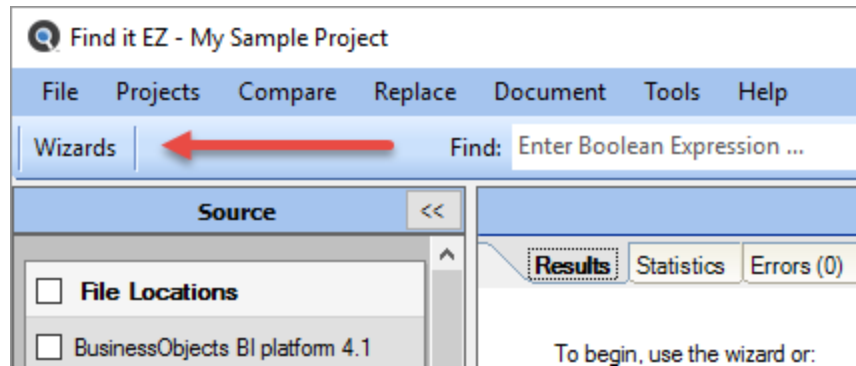 Find it EZ - My Sample Project
File Projects Compare Replace Document Tools Help
Wizards Find: Enter Boolean Expression ...
Source <<
Results Statistics Errors (0)
File Locations
BusinessObjects BI platform 4.1
To begin, use the wizard or: